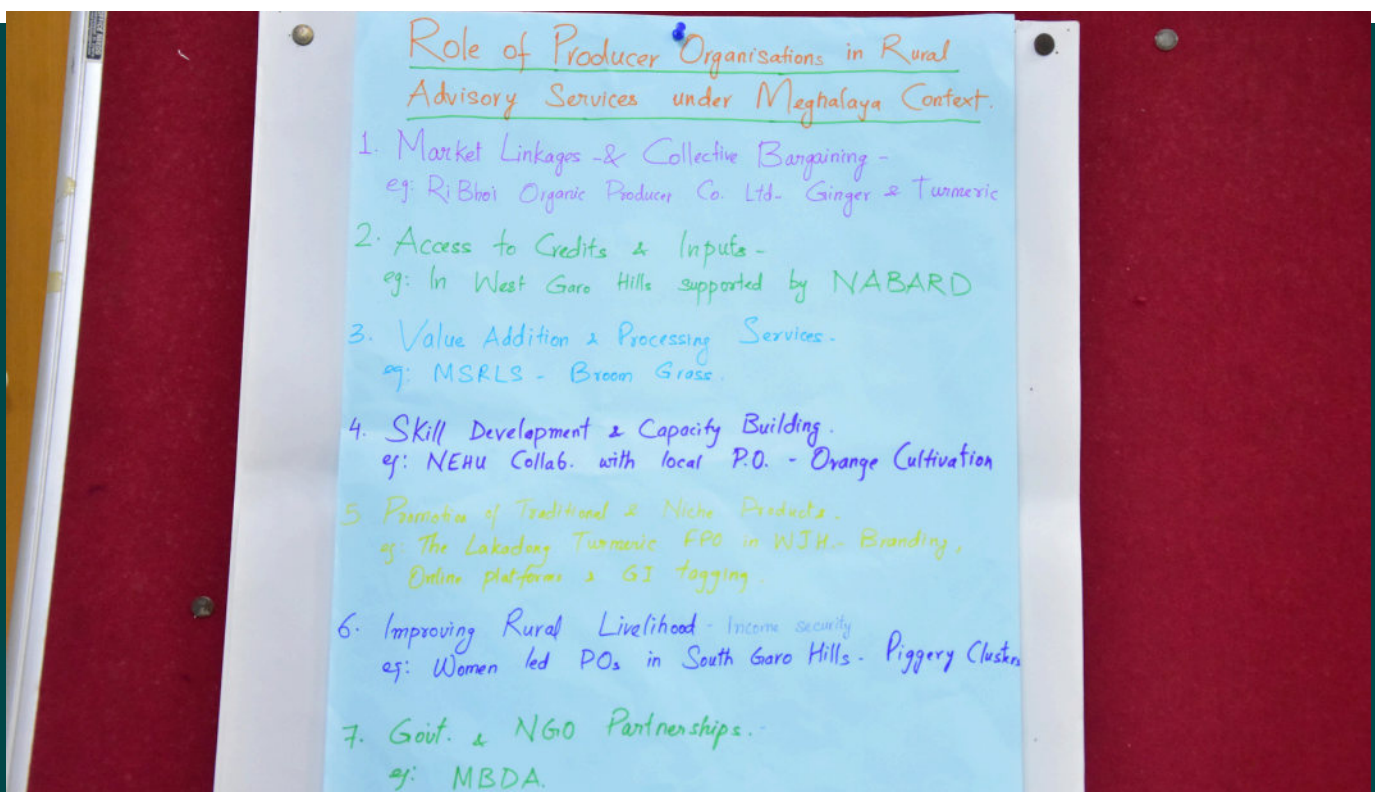 Role of Producer Organisations in Rural
Advisory Services under Meghalaya Context.
1. Market Linkages -& Collective Bargaining -
eg: Ri Bhoi Organic Producer Co. Ltd- Ginger & Turmeric
2. Access to Credits & Inputs -
eg: In West Garo Hills supported by NABARD
3. Value Addition & Processing Services.
eg: MSRLS - Broom Grass.
4. Skill Development & Capacity Building.
eg: NEHU Collab. with local P.O. - Orange Cultivation
5 Promotion of Traditional & Niche Products.
eg: The Lakadong Turmeric FPO in WJH - Branding,
Online platforms & GI tagging.
6. Improving Rural Livelihood - Income security
eg: Women led POs in South Garo Hills - Piggery Clusters
7. Govt. & NGO Partnerships. -
eg: MBDA.